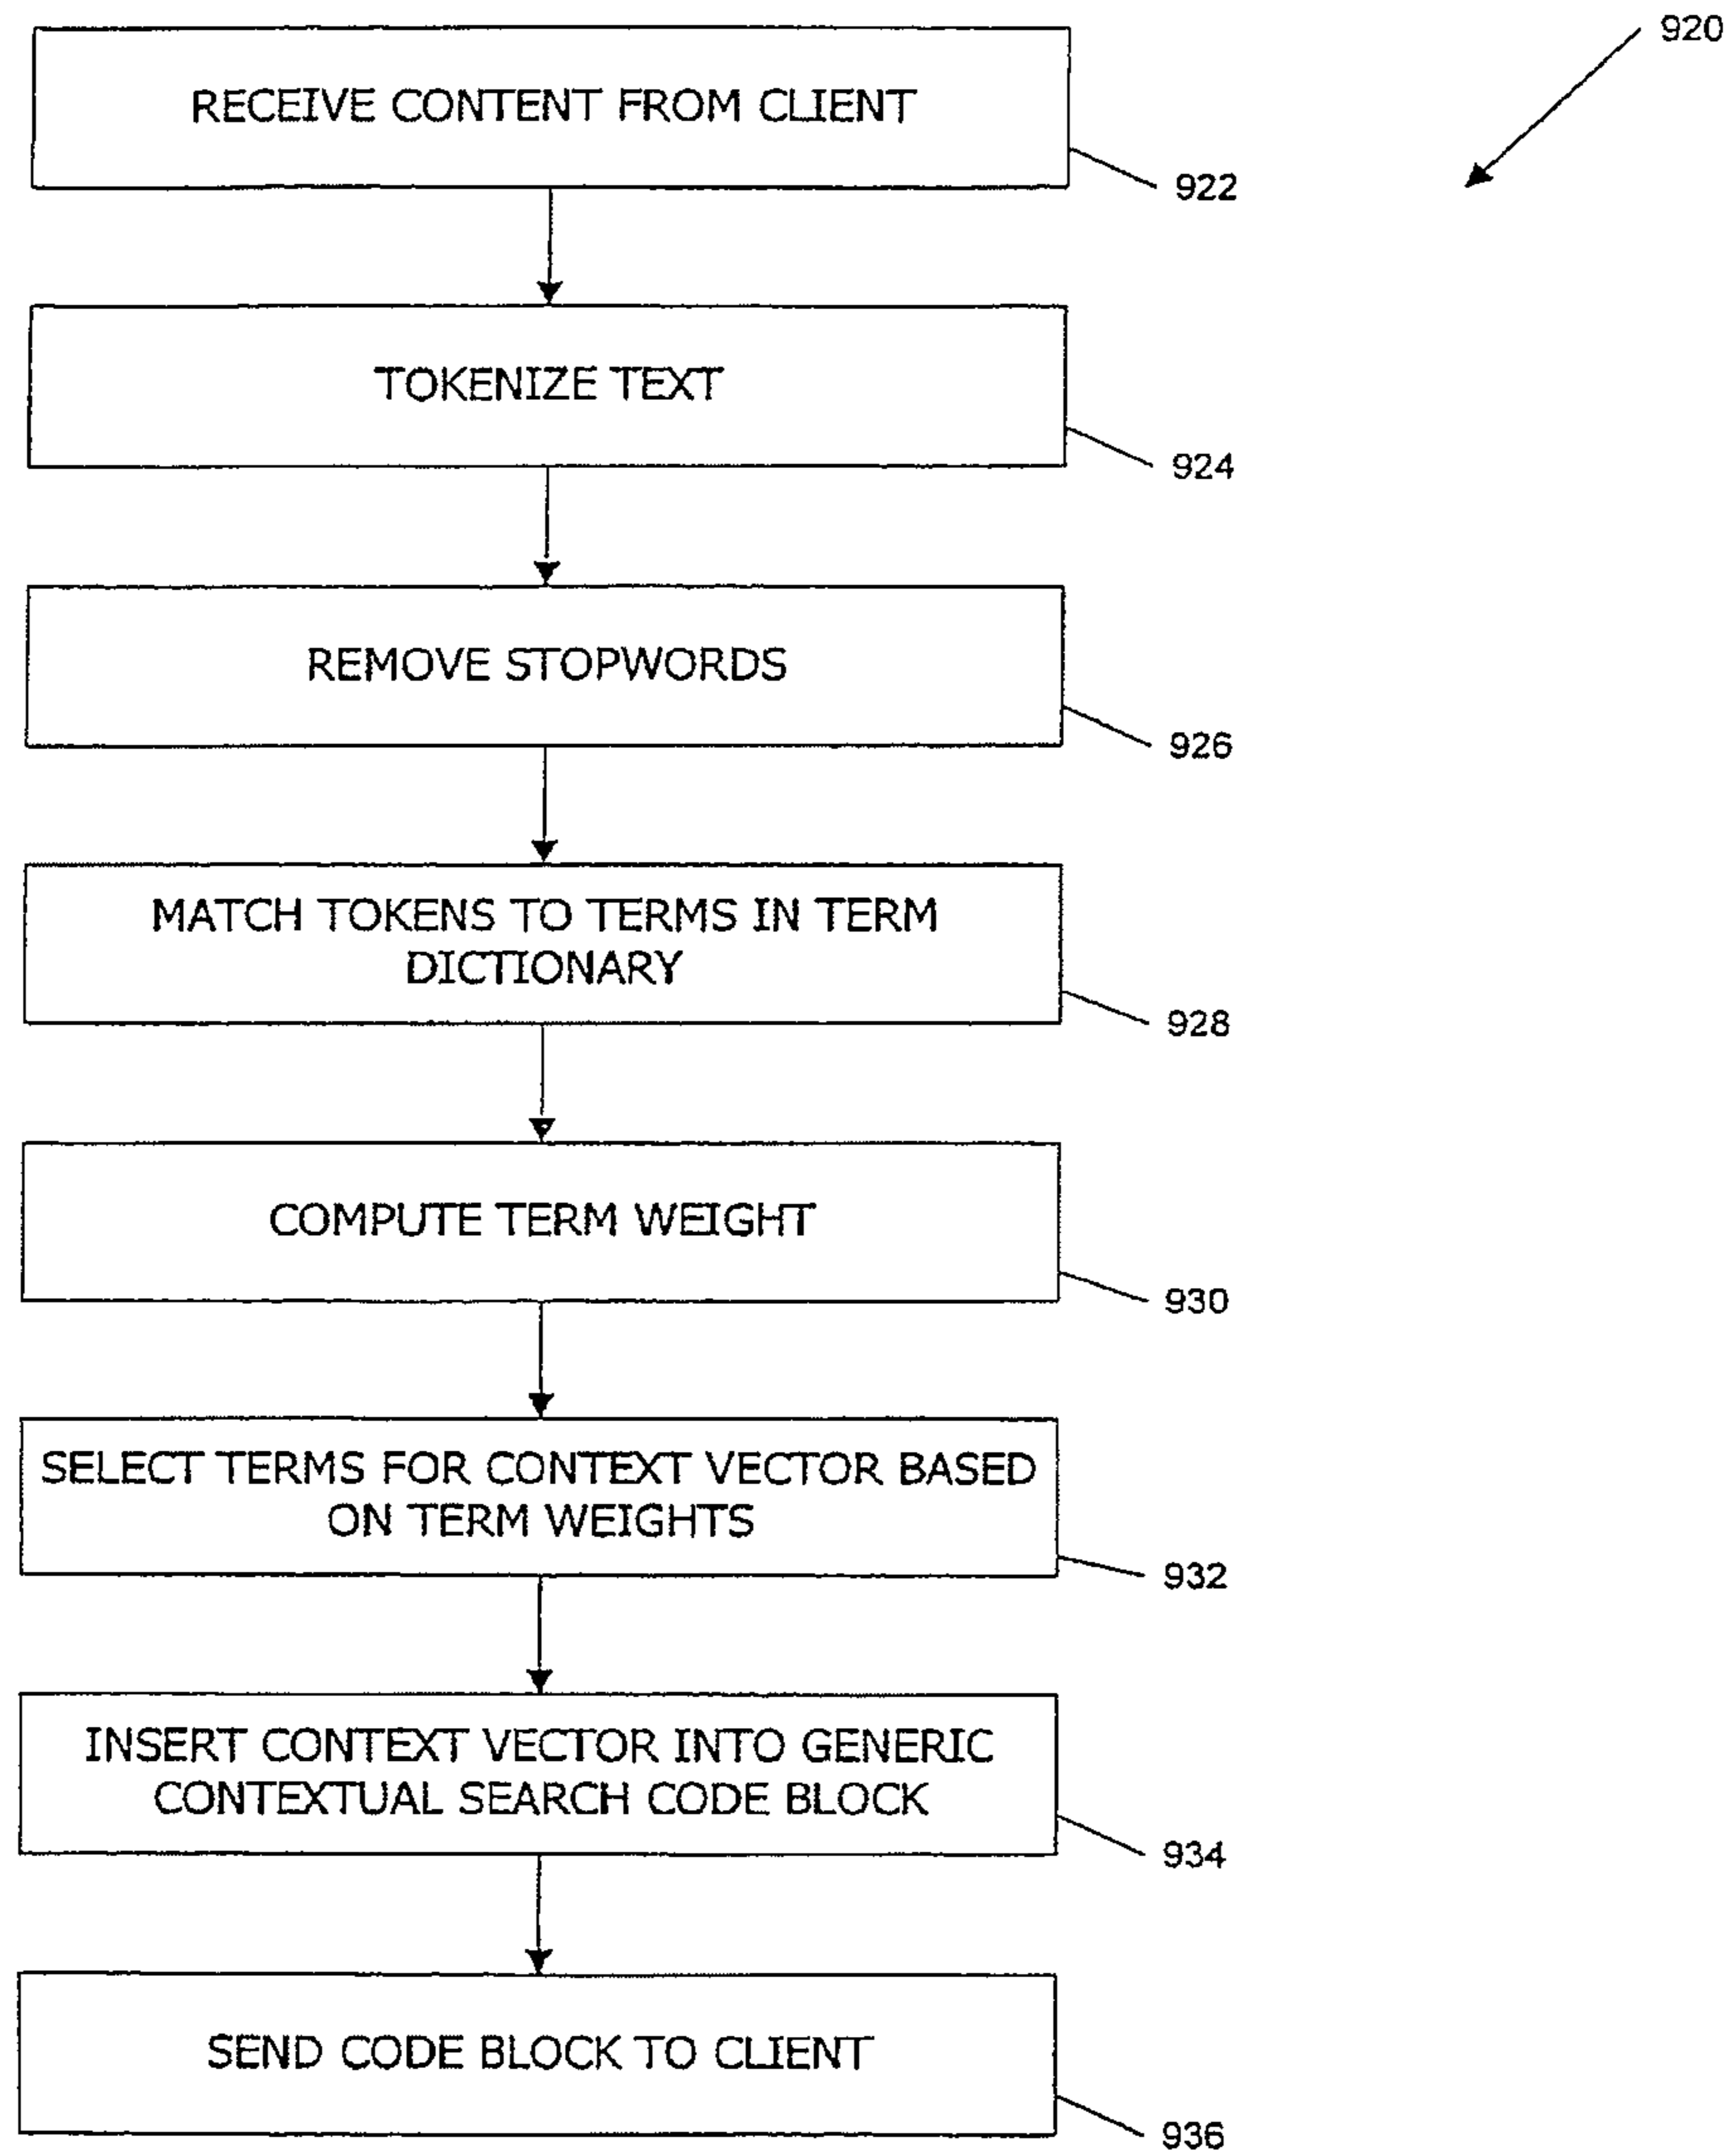 920
RECEIVE CONTENT FROM CLIENT
922
TOKENIZE TEXT
924
REMOVE STOPWORDS
926
MATCH TOKENS TO TERMS IN TERM
DICTIONARY
928
COMPUTE TERM WEIGHT
930
SELECT TERMS FOR CONTEXT VECTOR BASED
ON TERM WEIGHTS
932
INSERT CONTEXT VECTOR INTO GENERIC
CONTEXTUAL SEARCH CODE BLOCK
934
SEND CODE BLOCK TO CLIENT
936